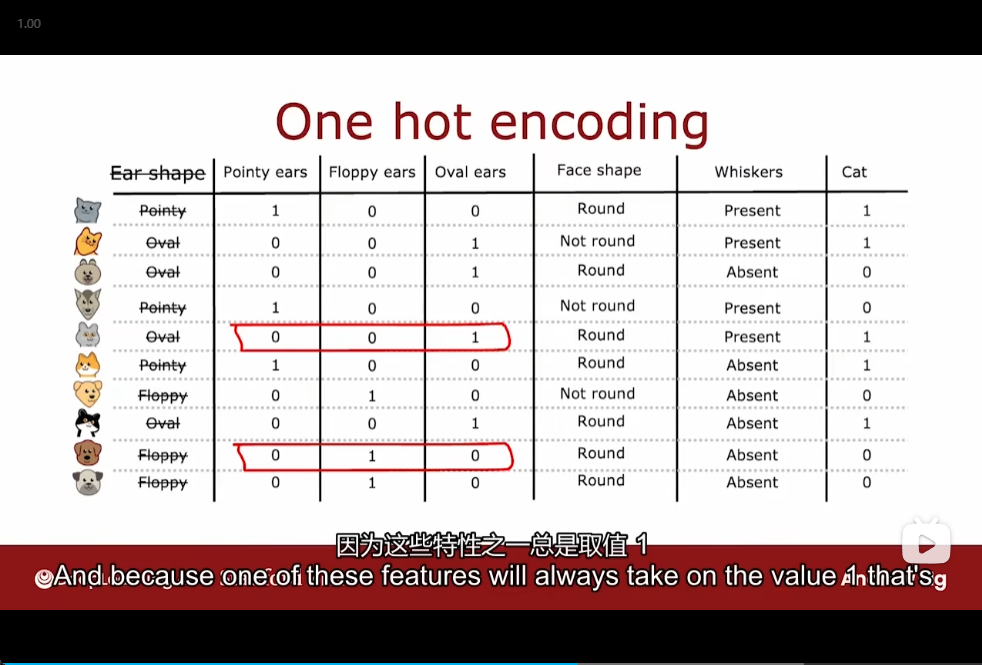 1.00
One hot encoding
Ear shape Pointy ears Floppy ears Oval ears Face shape Whiskers Cat
Pointy 1 0 0 Round Present 1
Oval 0 0 1 Not round Present 1
Oval 0 0 1 Round Absent 0
Pointy 1 0 0 Not round Present 0
Oval 0 0 1 Round Present 1
Pointy 1 0 0 Round Absent 1
Floppy 0 1 0 Not round Absent 0
Oval 0 0 1 Round Absent 1
Floppy 0 1 0 Round Absent 0
Floppy 0 1 0 Round Absent 0
因为这些特性之一总是取值 1
And because one of these features will always take on the value 1 that's